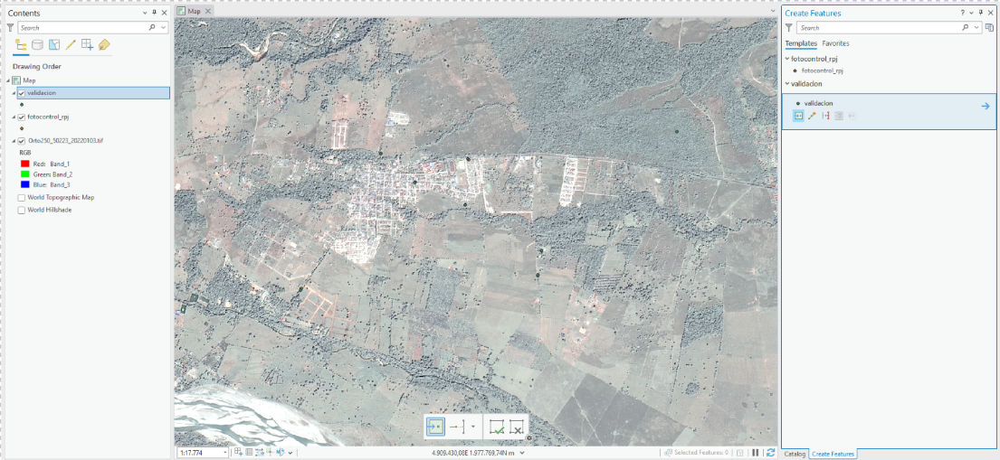 Contents
Search
Drawing Order
Map
validacion
fotocontrol_rpj
Orto250_50223_20220103.tif
RGB
Red: Band_1
Green: Band_2
Blue: Band_3
World Topographic Map
World Hillshade
Map
1:17.774
4.909.430,08E 1.977.769,74N m
Selected Features: 0
Create Features
?
Search
Templates Favorites
fotocontrol_rpj
fotocontrol_rpj
validacion
validacion
Catalog Create Features